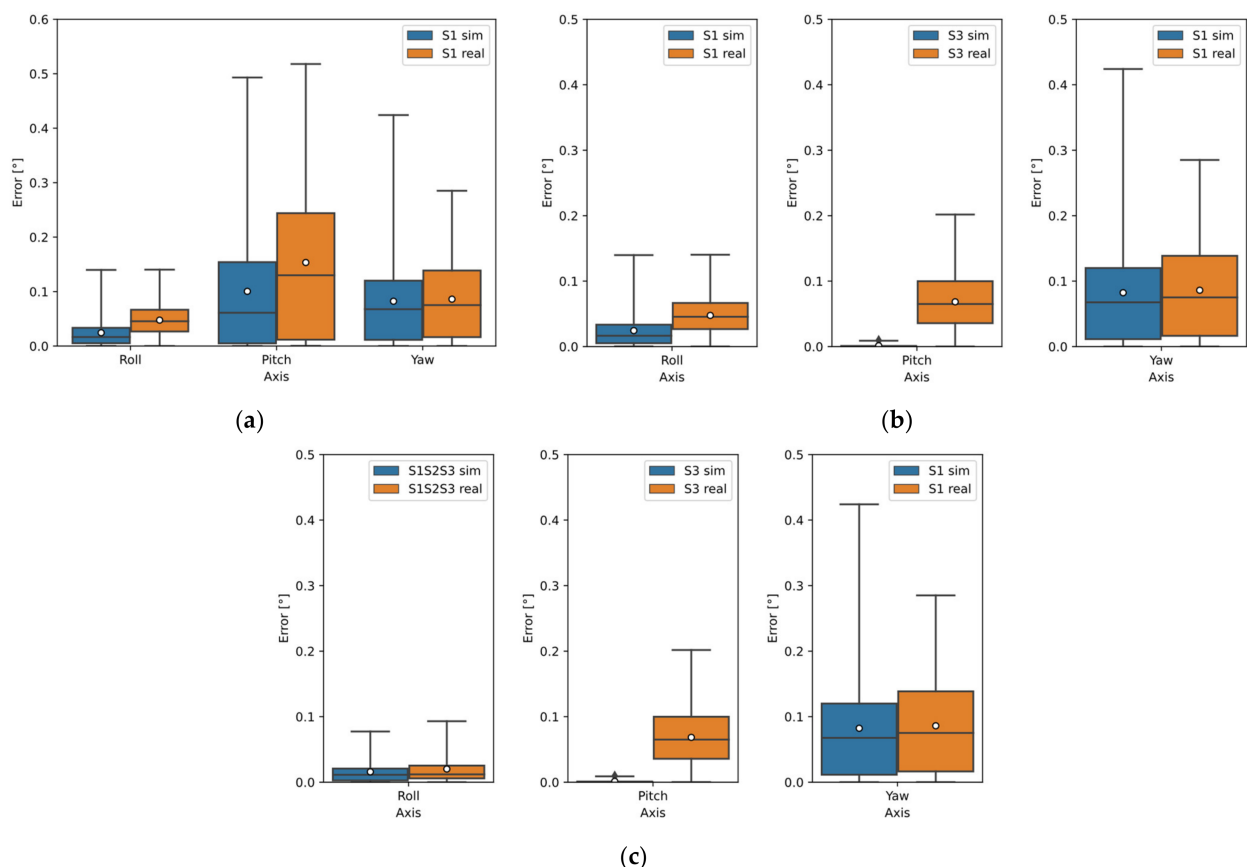 0.6
0.5
0.4
0.3
0.2
0.1
0.0
Error [°]
S1 sim
S1 real
Roll
Pitch
Yaw
Axis
(a)
0.5
0.4
0.3
0.2
0.1
0.0
Error [°]
S1 sim
S1 real
Roll
Axis
0.5
0.4
0.3
0.2
0.1
0.0
Error [°]
S3 sim
S3 real
Pitch
Axis
0.5
0.4
0.3
0.2
0.1
0.0
Error [°]
S1 sim
S1 real
Yaw
Axis
(b)
0.5
0.4
0.3
0.2
0.1
0.0
Error [°]
S1S2S3 sim
S1S2S3 real
Roll
Axis
0.5
0.4
0.3
0.2
0.1
0.0
Error [°]
S3 sim
S3 real
Pitch
Axis
0.5
0.4
0.3
0.2
0.1
0.0
Error [°]
S1 sim
S1 real
Yaw
Axis
(c)